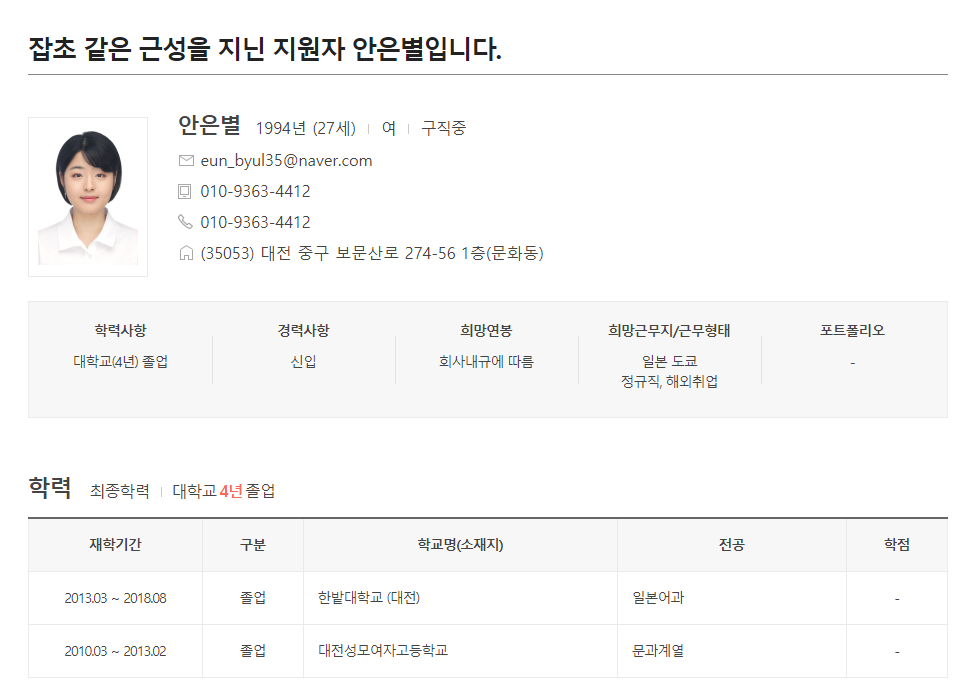 잡초 같은 근성을 지닌 지원자 안은별입니다.
안은별 1994년 (27세) 여 구직중
eun_byul35@naver.com
010-9363-4412
010-9363-4412
(35053) 대전 중구 보문산로 274-56 1층(문화동)
학력사항 경력사항 희망연봉 희망근무지/근무형태 포트폴리오
대학교(4년) 졸업 신입 회사내규에 따름 일본 도쿄 -
정규직, 해외취업
학력 최종학력 대학교 4년 졸업
재학기간 구분 학교명(소재지) 전공 학점
2013.03 ~ 2018.08 졸업 한밭대학교 (대전) 일본어과 -
2010.03 ~ 2013.02 졸업 대전성모여자고등학교 문과계열 -